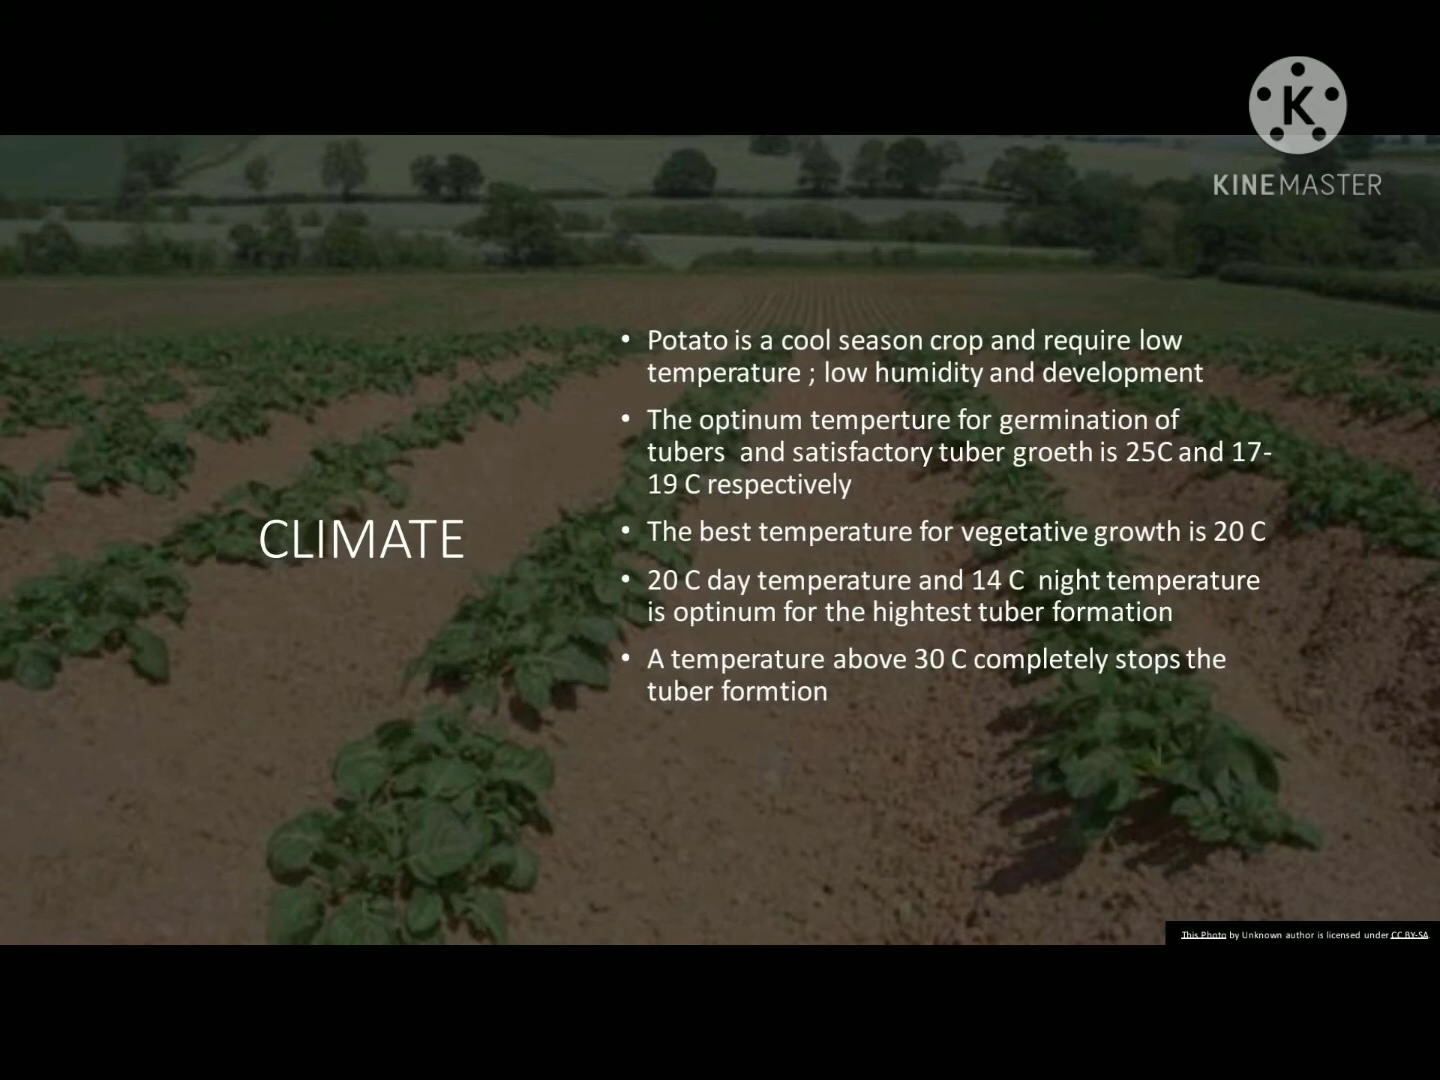 KINEMASTER
CLIMATE
• Potato is a cool season crop and require low
temperature ; low humidity and development
• The optinum temperture for germination of
tubers and satisfactory tuber groeth is 25C and 17-
19 C respectively
• The best temperature for vegetative growth is 20 C
• 20 C day temperature and 14 C night temperature
is optinum for the hightest tuber formation
• A temperature above 30 C completely stops the
tuber formtion
This Photo by Unknown author is licensed under CC BY-SA.